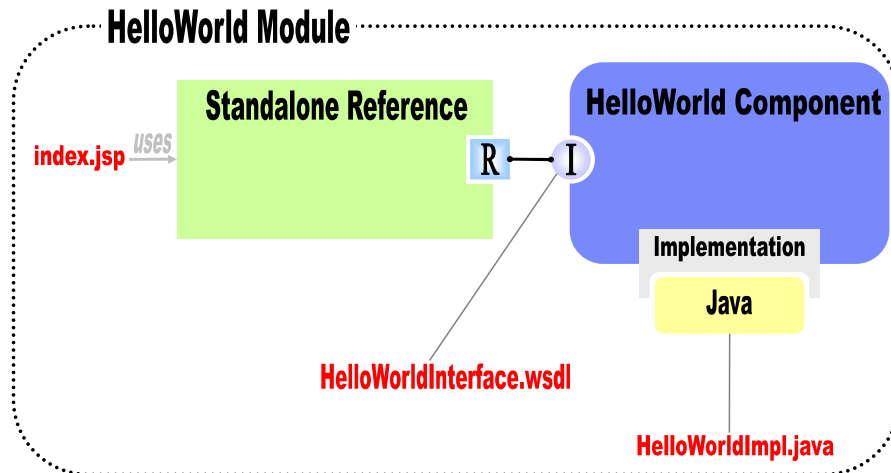 HelloWorld Module
Standalone Reference
HelloWorld Component
index.jsp
uses
R
I
Implementation
Java
HelloWorldInterface.wsdl
HelloWorldImpl.java